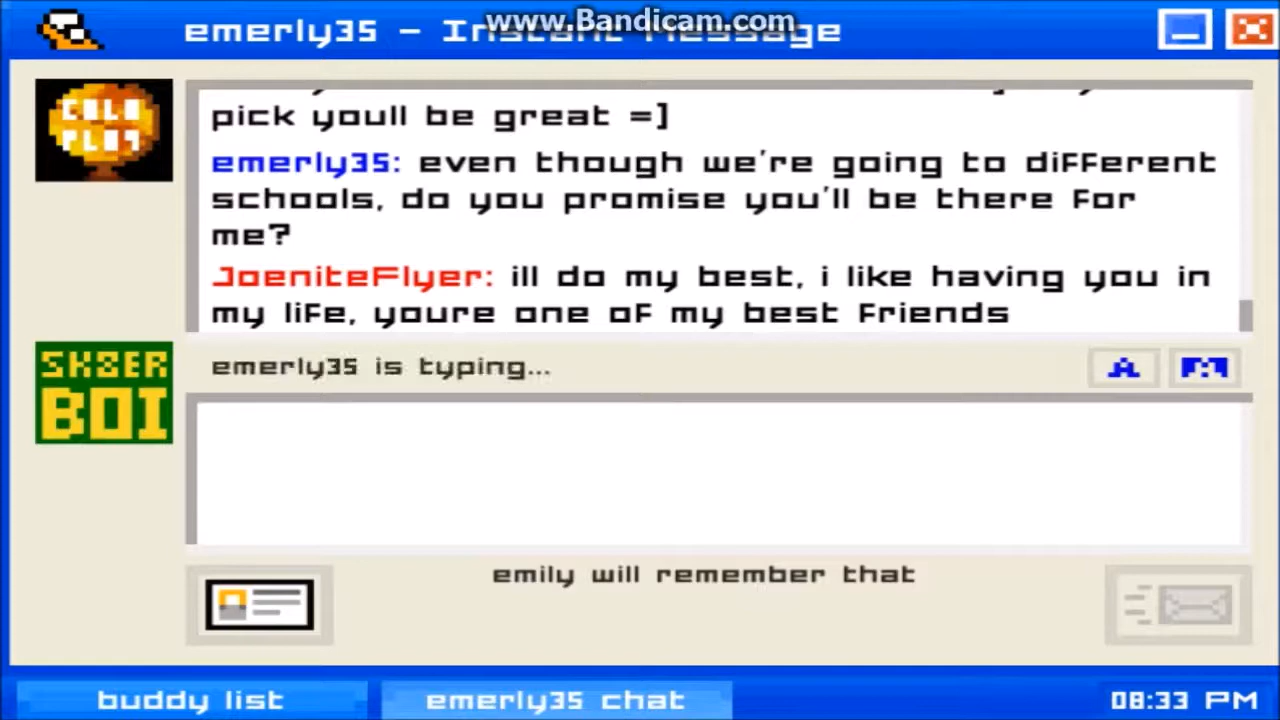 www.Bandicam.com
emerly35 - Instant Message
COLD
PLAY
pick youll be great =]
emerly35: even though we're going to different
schools, do you promise you'll be there for
me?
JoeniteFlyer: ill do my best, i like having you in
my life, youre one of my best friends
SK8ER
BOI
emerly35 is typing...
A
emily will remember that
buddy list
emerly35 chat
08:33 PM